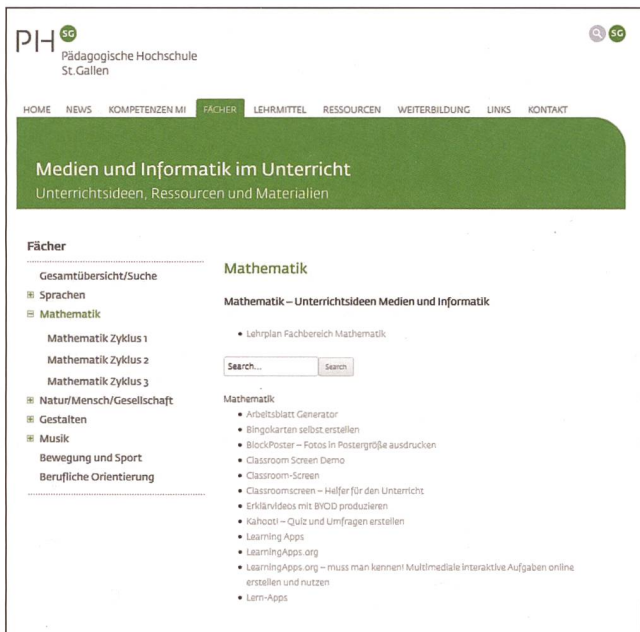 PH SG
Pädagogische Hochschule
St.Gallen
SG
HOME NEWS KOMPETENZEN MI FÄCHER LEHRMITTEL RESSOURCEN WEITERBILDUNG LINKS KONTAKT
Medien und Informatik im Unterricht
Unterrichtsideen, Ressourcen und Materialien
Fächer
Gesamtübersicht/Suche
Sprachen
Mathematik
Mathematik Zyklus 1
Mathematik Zyklus 2
Mathematik Zyklus 3
Natur/Mensch/Gesellschaft
Gestalten
Musik
Bewegung und Sport
Berufliche Orientierung
Mathematik
Mathematik – Unterrichtsideen Medien und Informatik
• Lehrplan Fachbereich Mathematik
Search... Search
Mathematik
• Arbeitsblatt Generator
• Bingokarten selbst erstellen
• BlockPoster – Fotos in Postergröße ausdrucken
• Classroom Screen Demo
• Classroom-Screen
• Classroomscreen – Helfer für den Unterricht
• Erklärvideos mit BYOD produzieren
• Kahoot! – Quiz und Umfragen erstellen
• Learning Apps
• LearningApps.org
• LearningApps.org – muss man kennen! Multimediale interaktive Aufgaben online
erstellen und nutzen
• Lern-Apps